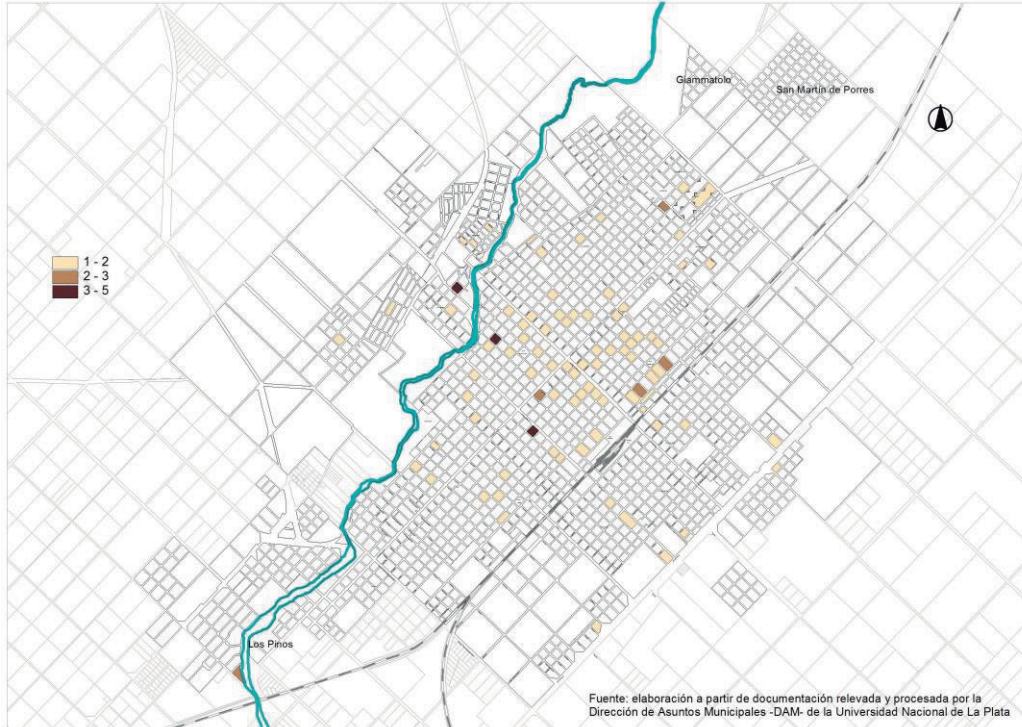 Giammatolo
San Martín de Porres
1 - 2
2 - 3
3 - 5
Los Pinos
Fuente: elaboración a partir de documentación relevada y procesada por la
Dirección de Asuntos Municipales -DAM- de la Universidad Nacional de La Plata